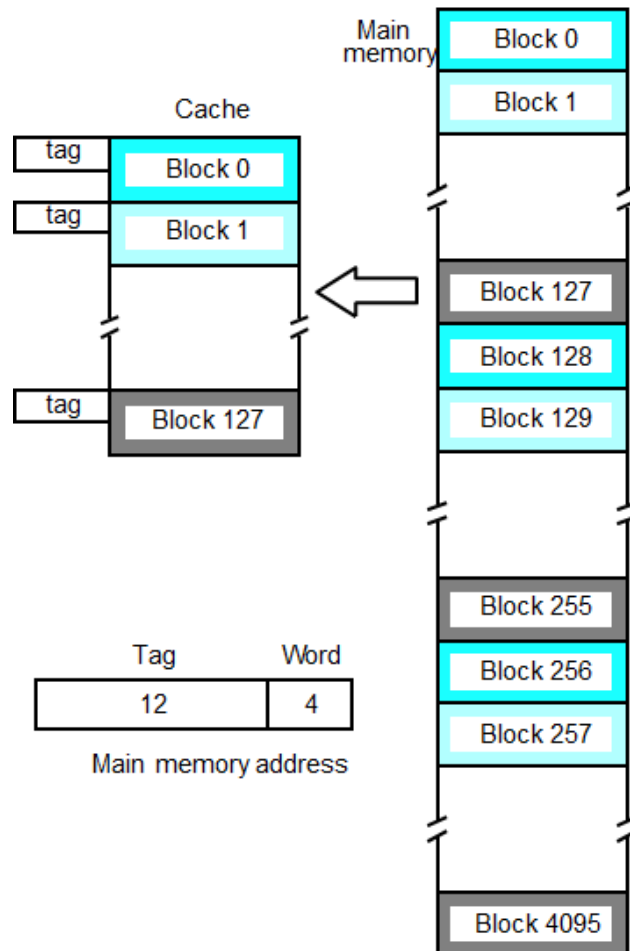 Main
memory
Block 0
Block 1
Cache
tag
Block 0
tag
Block 1
Block 127
Block 128
tag
Block 127
Block 129
Block 255
Tag Word
12 4
Main memory address
Block 256
Block 257
Block 4095